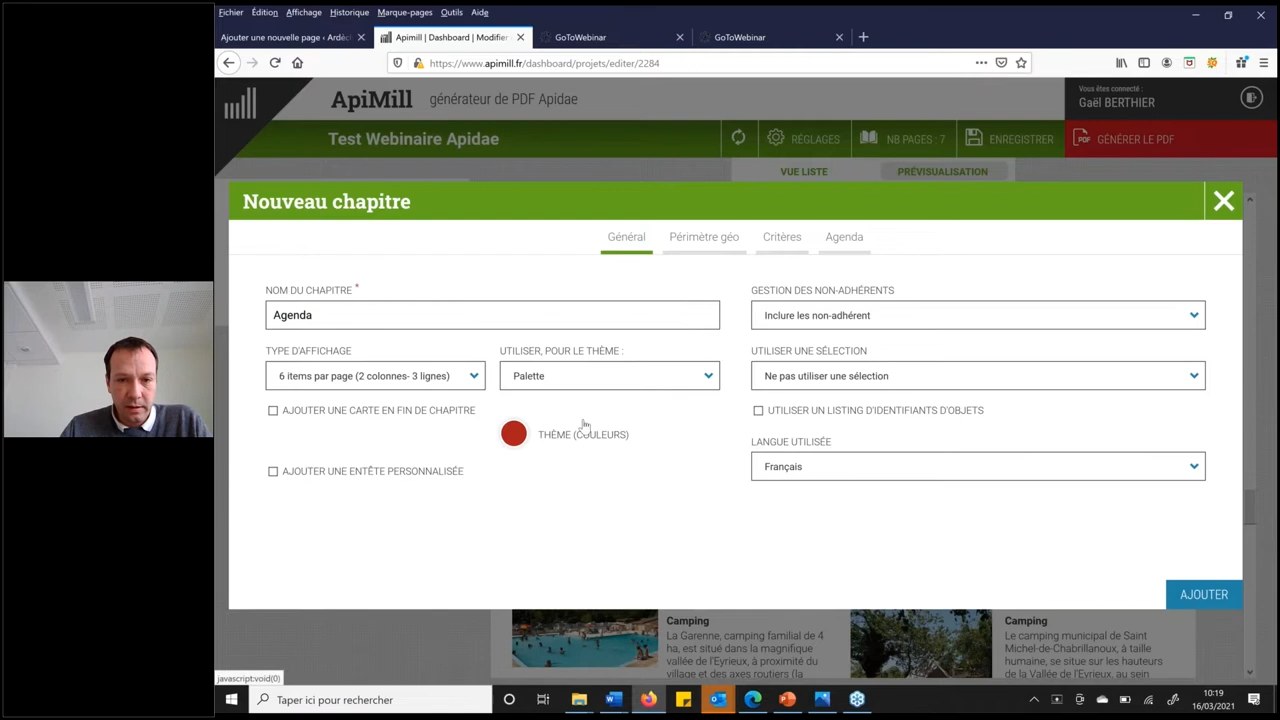 Fichier Édition Affichage Historique Marque-pages Outils Aide
Ajouter une nouvelle page ‹ Ardèc
Apimill | Dashboard | Modifier
GoToWebinar
GoToWebinar
https://www.apimill.fr/dashboard/projets/editer/2284
ApiMill générateur de PDF Apidae
Vous êtes connecté :
Gaël BERTHIER
Test Webinaire Apidae
RÉGLAGES
NB PAGES : 7
ENREGISTRER
PDF GÉNÉRER LE PDF
VUE LISTE PRÉVISUALISATION
Nouveau chapitre
Général Périmètre géo Critères Agenda
NOM DU CHAPITRE *
Agenda
GESTION DES NON-ADHÉRENTS
Inclure les non-adhérent
TYPE D'AFFICHAGE
6 items par page (2 colonnes- 3 lignes)
UTILISER, POUR LE THÈME :
Palette
UTILISER UNE SÉLECTION
Ne pas utiliser une sélection
AJOUTER UNE CARTE EN FIN DE CHAPITRE
THÈME (COULEURS)
UTILISER UN LISTING D'IDENTIFIANTS D'OBJETS
AJOUTER UNE ENTÊTE PERSONNALISÉE
LANGUE UTILISÉE
Français
AJOUTER
Camping
La Garenne, camping familial de 4
ha, est situé dans la magnifique
vallée de l'Eyrieux, à proximité du
village et des axes routiers (la
Camping
Le camping municipal de Saint
Michel-de-Chabrillanoux, à taille
humaine, se situe sur les hauteurs
de la Vallée de l'Eyrieux, au sein
javascript:void(0)
Taper ici pour rechercher
10:19
16/03/2021